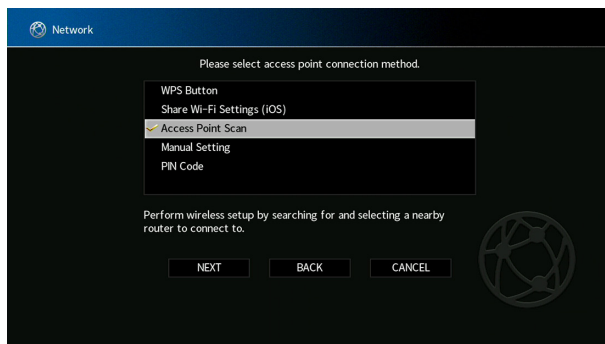 Network
Please select access point connection method.
WPS Button
Share Wi-Fi Settings (iOS)
Access Point Scan
Manual Setting
PIN Code
Perform wireless setup by searching for and selecting a nearby
router to connect to.
NEXT BACK CANCEL